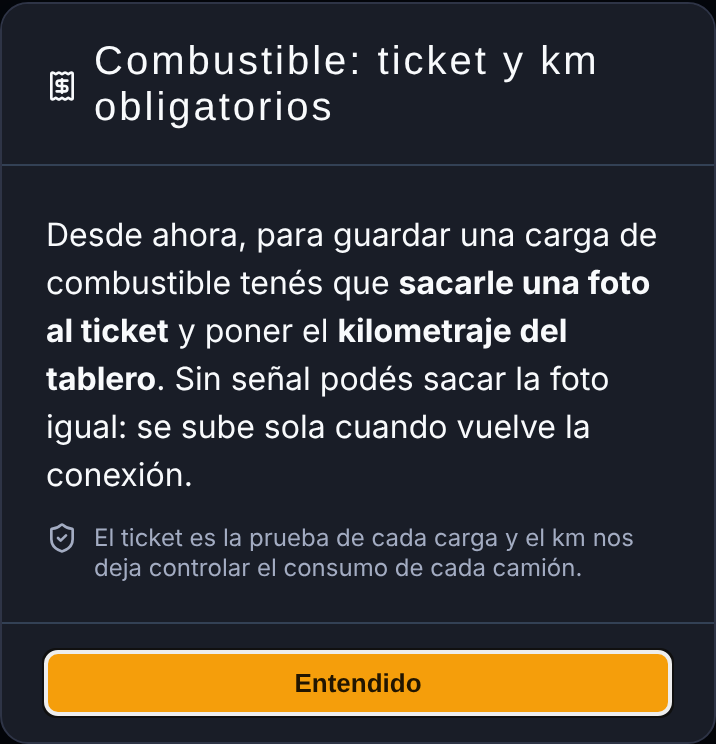 Combustible: ticket y km
obligatorios
Desde ahora, para guardar una carga de
combustible tenés que sacarle una foto
al ticket y poner el kilometraje del
tablero. Sin señal podés sacar la foto
igual: se sube sola cuando vuelve la
conexión.
El ticket es la prueba de cada carga y el km nos
deja controlar el consumo de cada camión.
Entendido